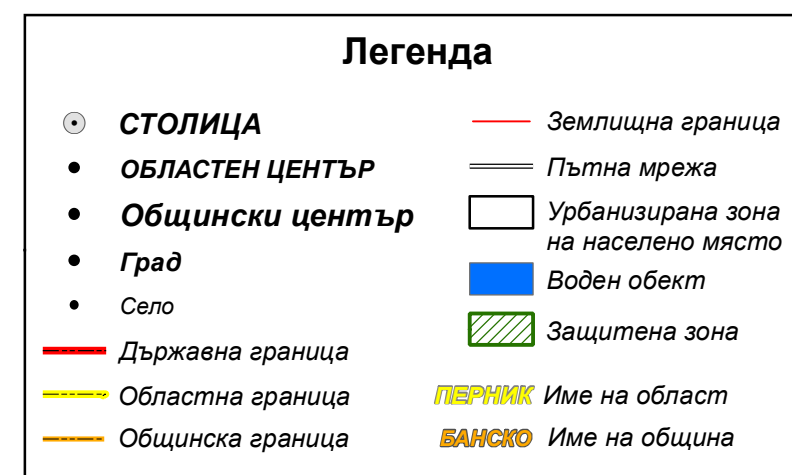 Легенда
СТОЛИЦА
ОБЛАСТЕН ЦЕНТЪР
Общински център
Град
Село
Държавна граница
Областна граница
Общинска граница
Землищна граница
Пътна мрежа
Урбанизирана зона
на населено място
Воден обект
Защитена зона
ПЕРНИК Име на област
БАНСКО Име на община